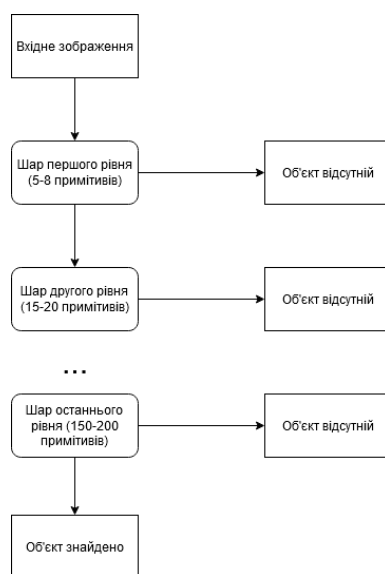 Вхідне зображення
Шар першого рівня
(5-8 примітивів)
Об'єкт відсутній
Шар другого рівня
(15-20 примітивів)
Об'єкт відсутній
...
Шар останнього
рівня (150-200
примітивів)
Об'єкт відсутній
Об'єкт знайдено